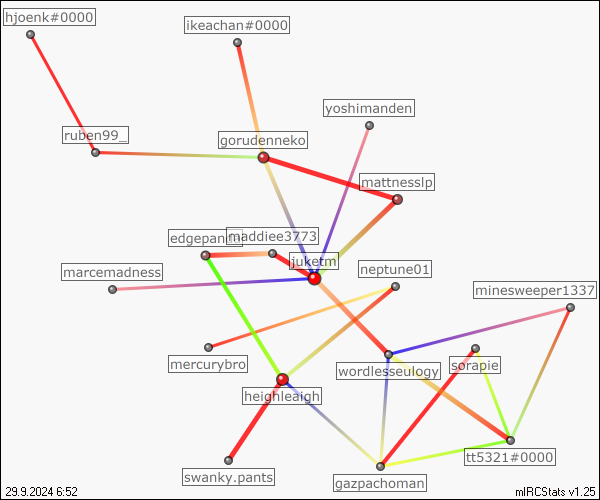 hjoenk#0000
ikeachan#0000
yoshimanden
ruben99_
gorudenneko
mattnesslp
maddiee3773
juketm
neptune01
marcemadness
minesweeper1337
mercurybro
wordlesseulogy
sorapie
heighleaigh
tt5321#0000
swanky.pants
gazpachoman
29.9.2024 6:52
mIRCStats v1.25